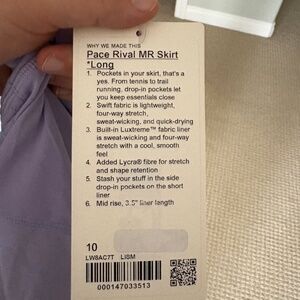 WHY WE MADE THIS
Pace Rival MR Skirt
*Long
1. Pockets in your skirt, that's a
yes. From tennis to trail
running, drop-in pockets let
you keep essentials close
2. Swift fabric is lightweight,
four-way stretch,
sweat-wicking, and quick-drying
3. Built-in Luxtreme™ fabric liner
is sweat-wicking and four-way
stretch with a cool, smooth
feel
4. Added Lycra® fibre for stretch
and shape retention
5. Stash your stuff in the side
drop-in pockets on the short
liner
6. Mid rise, 3.5" liner length
10
LW8AC7T LISM
000147033513